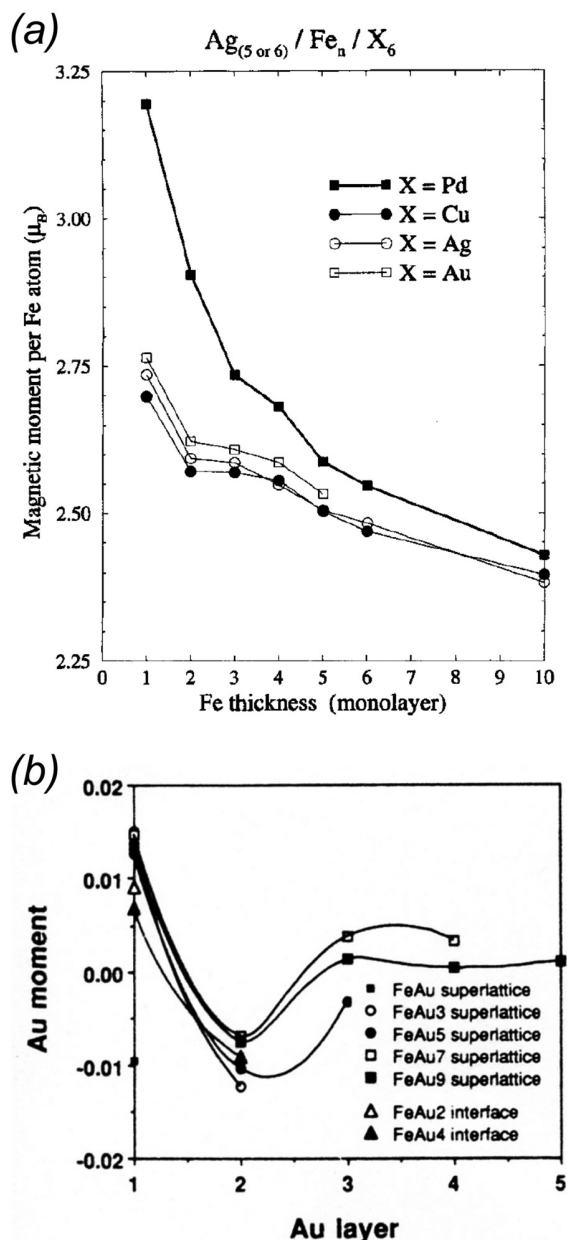 (a)
Ag(5 or 6) / Feₙ / X₆
3.25
3.00
2.75
2.50
2.25
Magnetic moment per Fe atom (μB)
X = Pd
X = Cu
X = Ag
X = Au
0 1 2 3 4 5 6 7 8 9 10
Fe thickness (monolayer)
(b)
0.02
0.01
0.00
-0.01
-0.02
Au moment
FeAu superlattice
FeAu3 superlattice
FeAu5 superlattice
FeAu7 superlattice
FeAu9 superlattice
FeAu2 interface
FeAu4 interface
1 2 3 4 5
Au layer